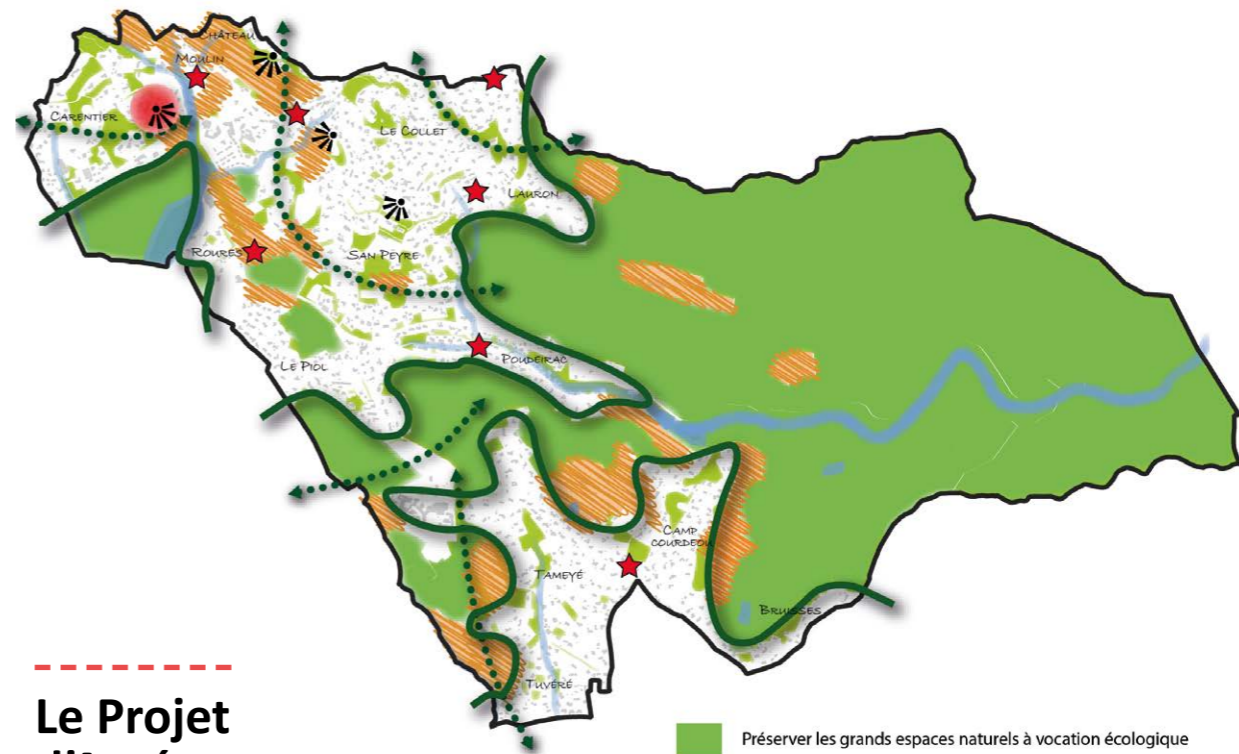 CHÂTEAU
MOULIN
CARENTIER
LE COLLET
LAURON
ROURES
SAN PEYRE
LE PIOL
POUDEIRAC
CAMP
COURDEOU
TAMEYÉ
BRUISSES
TUVÉRÉ
Le Projet
Préserver les grands espaces naturels à vocation écologique